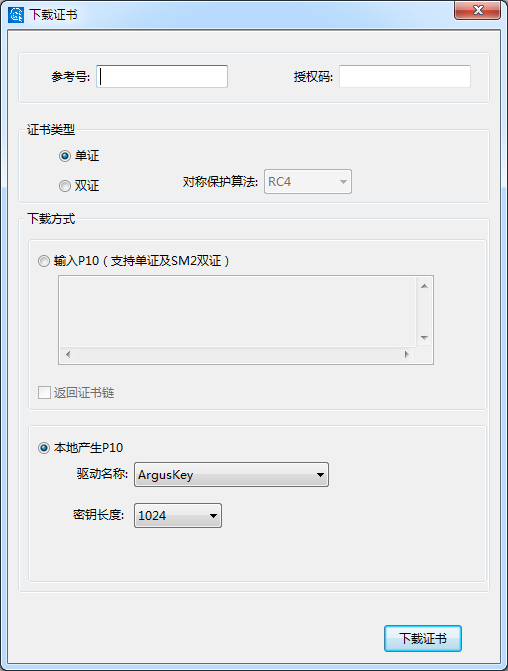 下载证书
参考号: 授权码:
证书类型
单证
双证 对称保护算法: RC4
下载方式
输入P10（支持单证及SM2双证）
返回证书链
本地产生P10
驱动名称: ArgusKey
密钥长度: 1024
下载证书